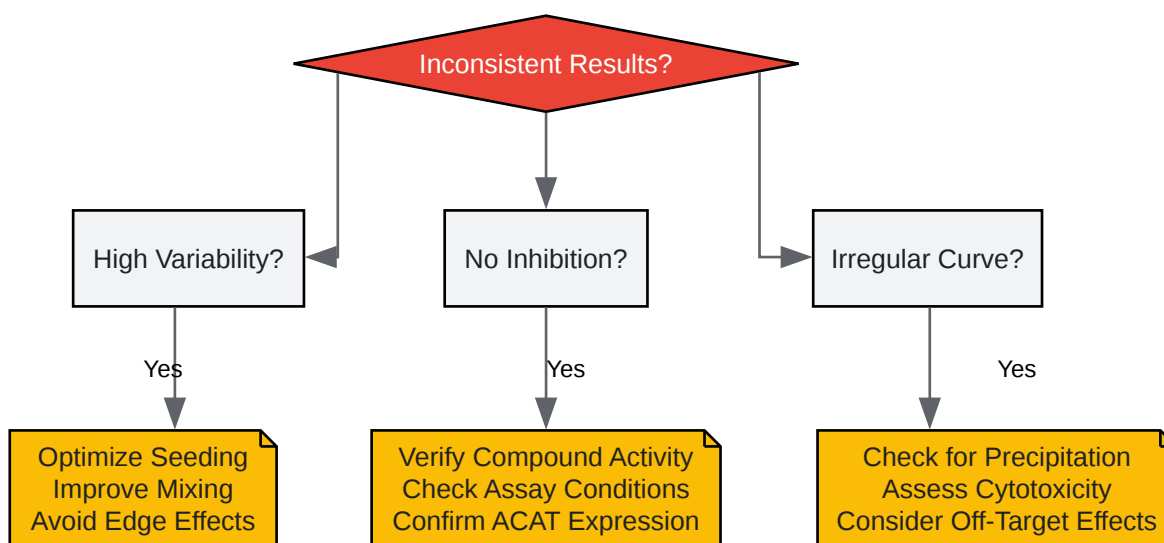 Inconsistent Results?
High Variability?
No Inhibition?
Irregular Curve?
Yes
Yes
Yes
Optimize Seeding
Improve Mixing
Avoid Edge Effects
Verify Compound Activity
Check Assay Conditions
Confirm ACAT Expression
Check for Precipitation
Assess Cytotoxicity
Consider Off-Target Effects